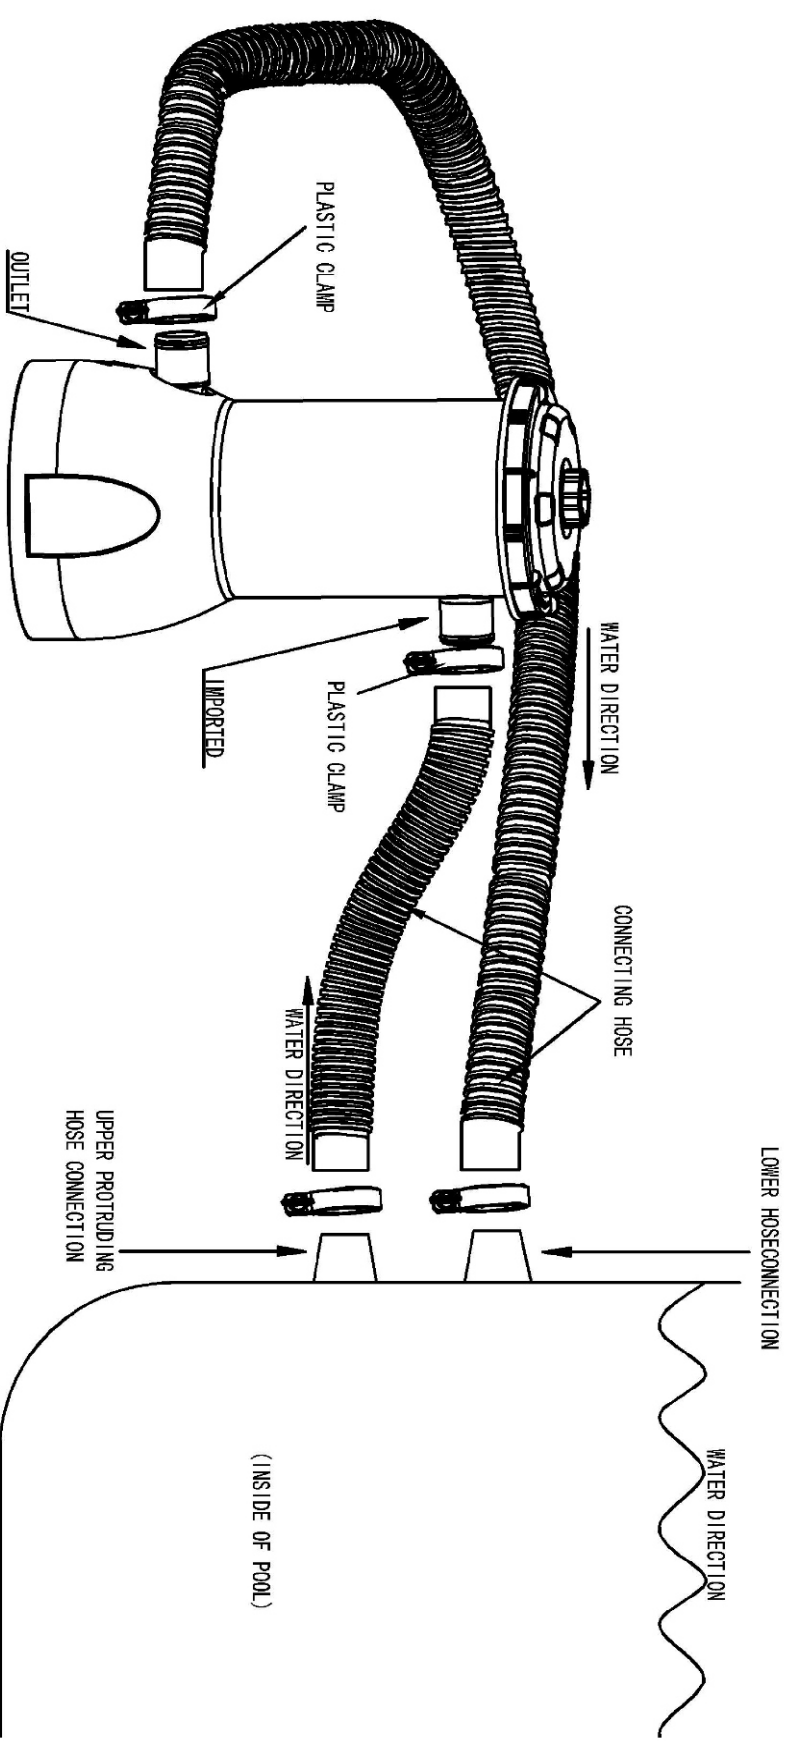 PLASTIC CLAMP
OUTLET
WATER DIRECTION
IMPORTED
PLASTIC CLAMP
CONNECTING HOSE
WATER DIRECTION
LOWER HOSECONNECTION
UPPER PROTRUDING
HOSE CONNECTION
WATER DIRECTION
(INSIDE OF POOL)